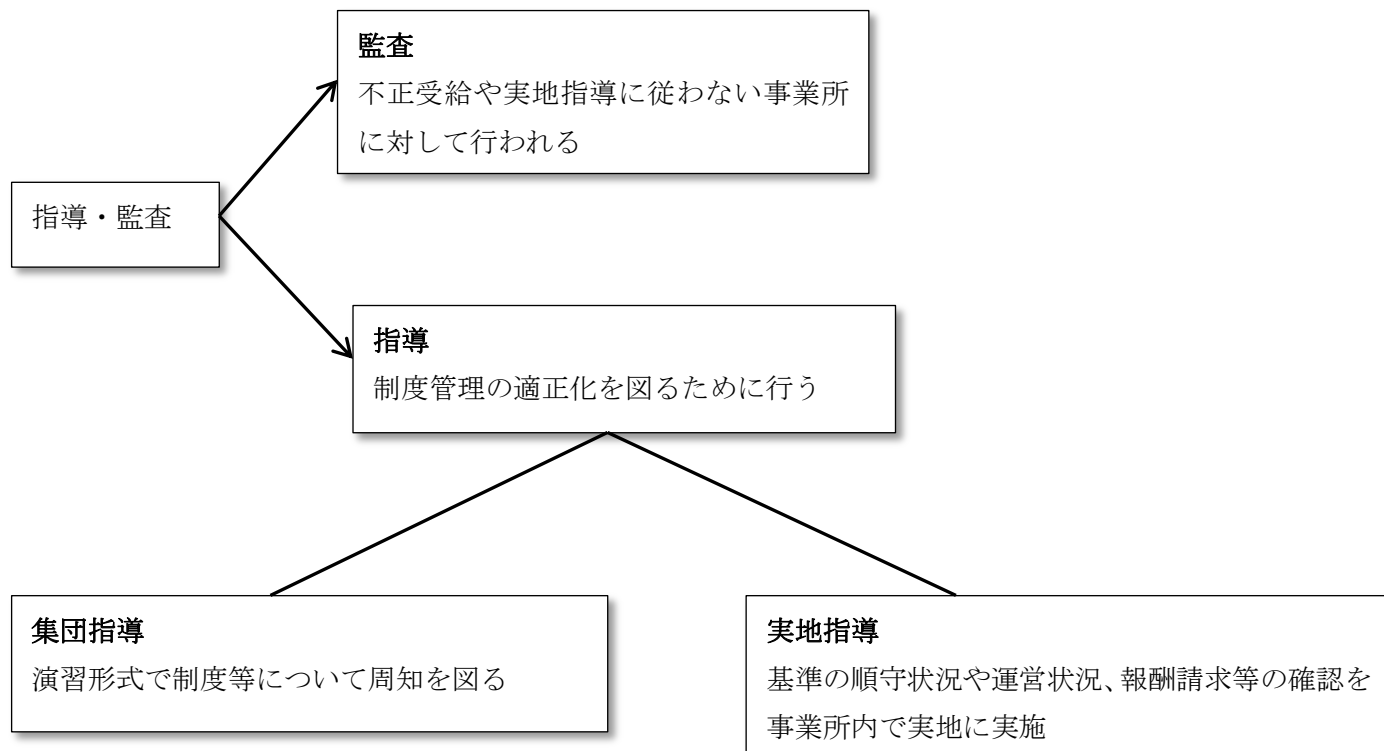 監査
不正受給や実地指導に従わない事業所
に対して行われる
指導・監査
指導
制度管理の適正化を図るために行う
集団指導
演習形式で制度等について周知を図る
実地指導
基準の順守状況や運営状況、報酬請求等の確認を
事業所内で実地に実施